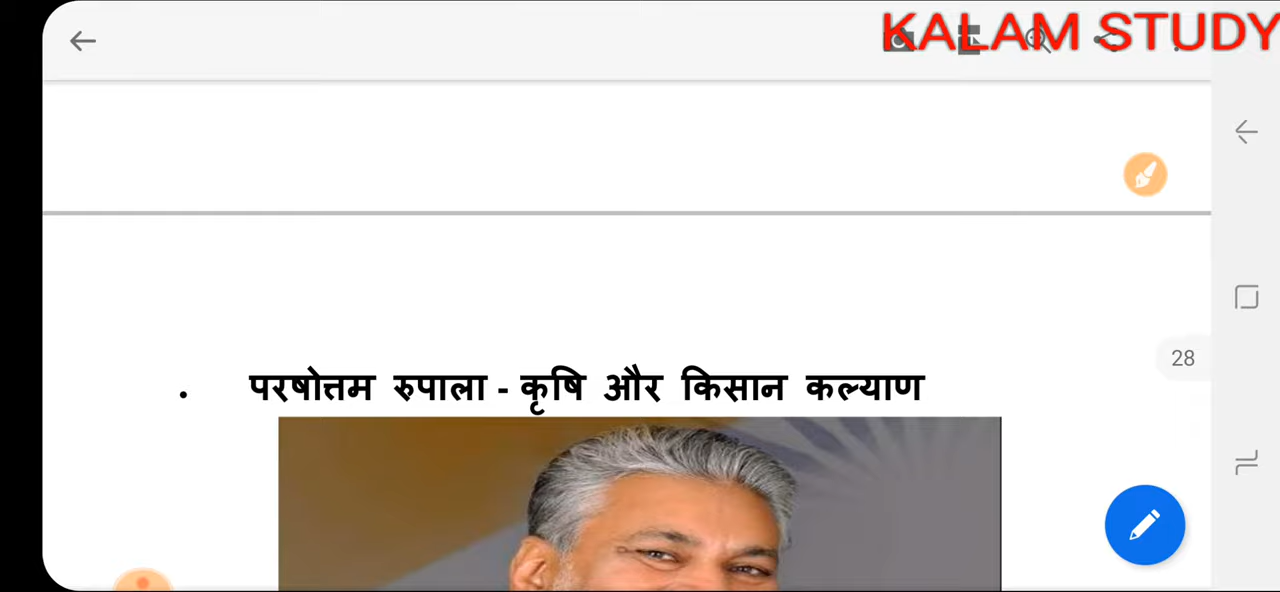 KALAM STUDY
28
. परषोत्तम रुपाला - कृषि और किसान कल्याण